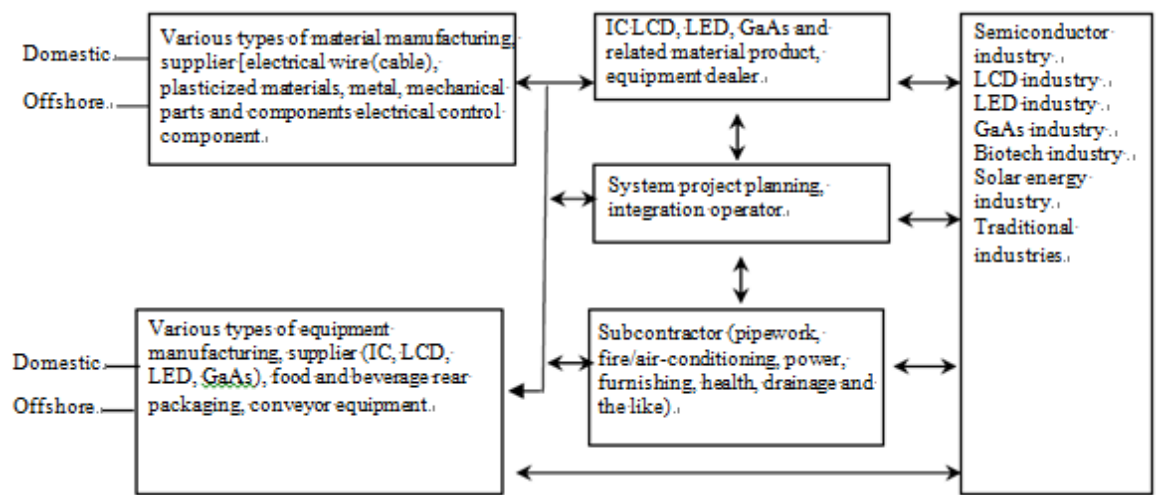 Domestic.
Offshore.
Various types of material manufacturing,
supplier [electrical wire (cable),
plasticized materials, metal, mechanical
parts and components electrical control
component.
IC LCD, LED, GaAs and
related material product,
equipment dealer.
System project planning,
integration operator.
Domestic.
Offshore.
Various types of equipment
manufacturing, supplier (IC, LCD,
LED, GaAs), food and beverage rear
packaging, conveyor equipment.
Subcontractor (pipework,
fire/air-conditioning, power,
furnishing, health, drainage and
the like).
Semiconductor
industry.
LCD industry.
LED industry.
GaAs industry.
Biotech industry.
Solar energy
industry.
Traditional
industries.